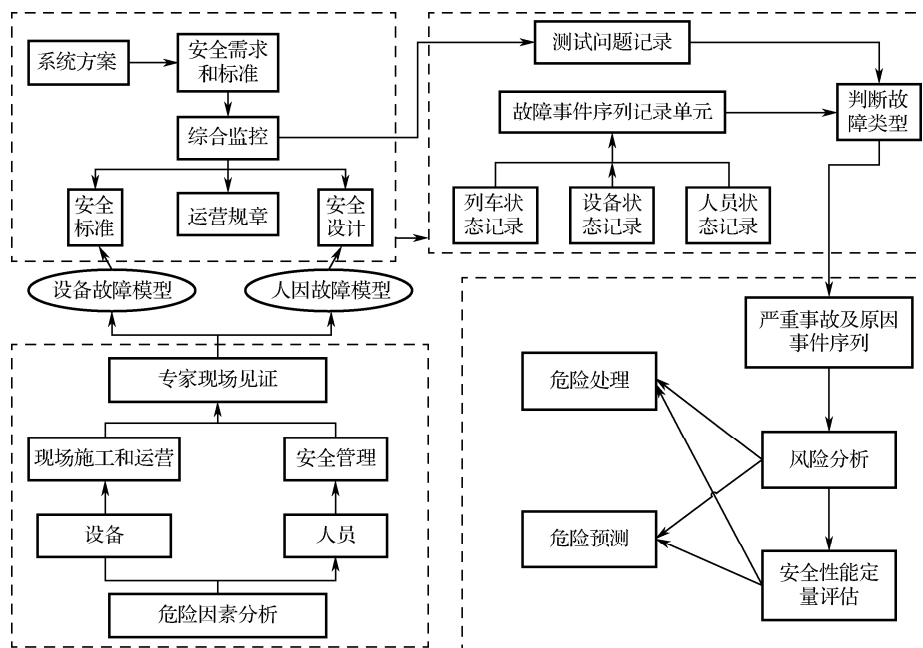 系统方案
安全需求
和标准
综合监控
安全
标准
运营规章
安全
设计
设备故障模型
人因故障模型
专家现场见证
现场施工和运营
安全管理
设备
人员
危险因素分析
测试问题记录
故障事件序列记录单元
判断故
障类型
列车状
态记录
设备状
态记录
人员状
态记录
严重事故及原因
事件序列
危险处理
风险分析
危险预测
安全性能定
量评估